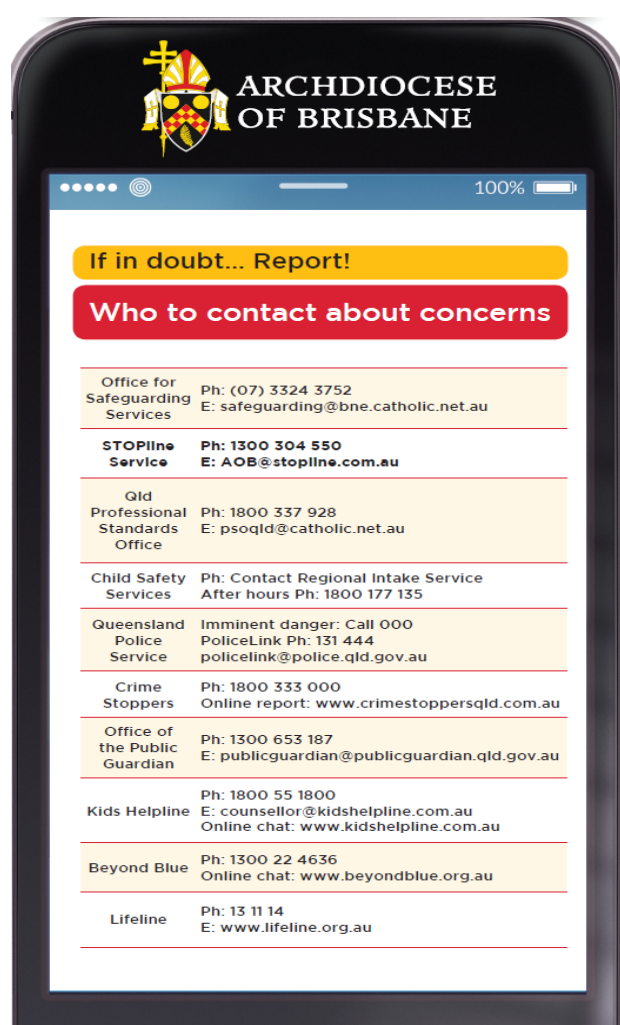 ARCHDIOCESE
OF BRISBANE
100%
If in doubt... Report!
Who to contact about concerns
Office for
Safeguarding
Services
Ph: (07) 3324 3752
E: safeguarding@bne.catholic.net.au
STOPline
Service
Ph: 1300 304 550
E: AOB@stopline.com.au
Qld
Professional
Standards
Office
Ph: 1800 337 928
E: psoqld@catholic.net.au
Child Safety
Services
Ph: Contact Regional Intake Service
After hours Ph: 1800 177 135
Queensland
Police
Service
Imminent danger: Call 000
PoliceLink Ph: 131 444
policelink@police.qld.gov.au
Crime
Stoppers
Ph: 1800 333 000
Online report: www.crimestoppersqld.com.au
Office of
the Public
Guardian
Ph: 1300 653 187
E: publicguardian@publicguardian.qld.gov.au
Kids Helpline
Ph: 1800 55 1800
E: counsellor@kidshelpline.com.au
Online chat: www.kidshelpline.com.au
Beyond Blue
Ph: 1300 22 4636
Online chat: www.beyondblue.org.au
Lifeline
Ph: 13 11 14
E: www.lifeline.org.au